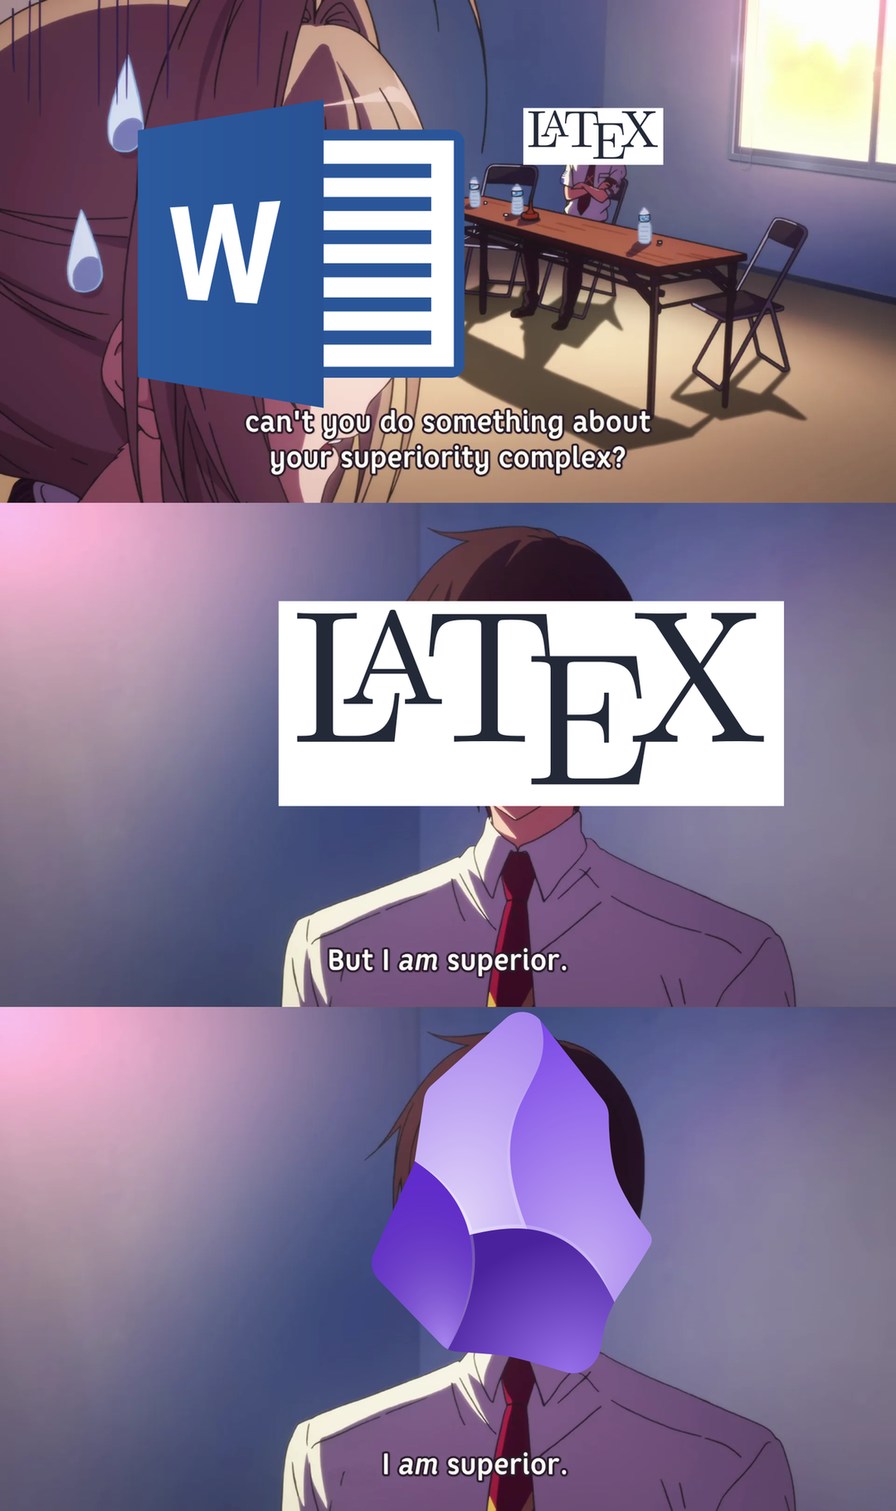 LATEX
W
can't you do something about
your superiority complex?
LATEX
But I am superior.
I am superior.